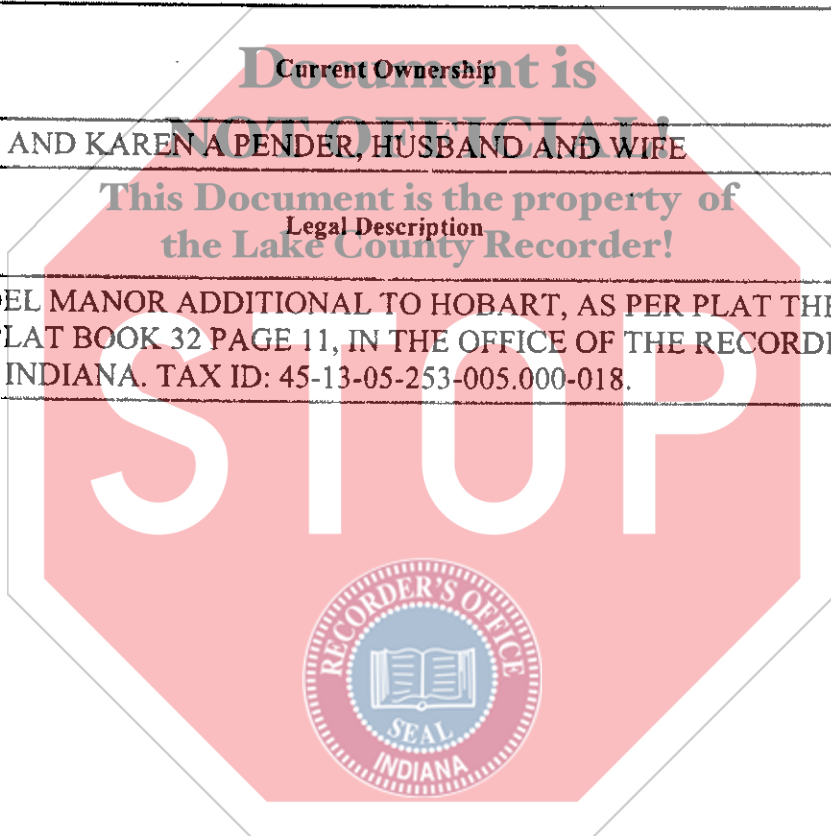 Document is
Current Ownership
NOT OFFICIAL!
AND KAREN A PENDER, HUSBAND AND WIFE
This Document is the property of
Legal Description
the Lake County Recorder!
EL MANOR ADDITIONAL TO HOBART, AS PER PLAT THE
PLAT BOOK 32 PAGE 11, IN THE OFFICE OF THE RECORD
INDIANA. TAX ID: 45-13-05-253-005.000-018.
STOP
RECORDER'S OFFICE
SEAL
INDIANA